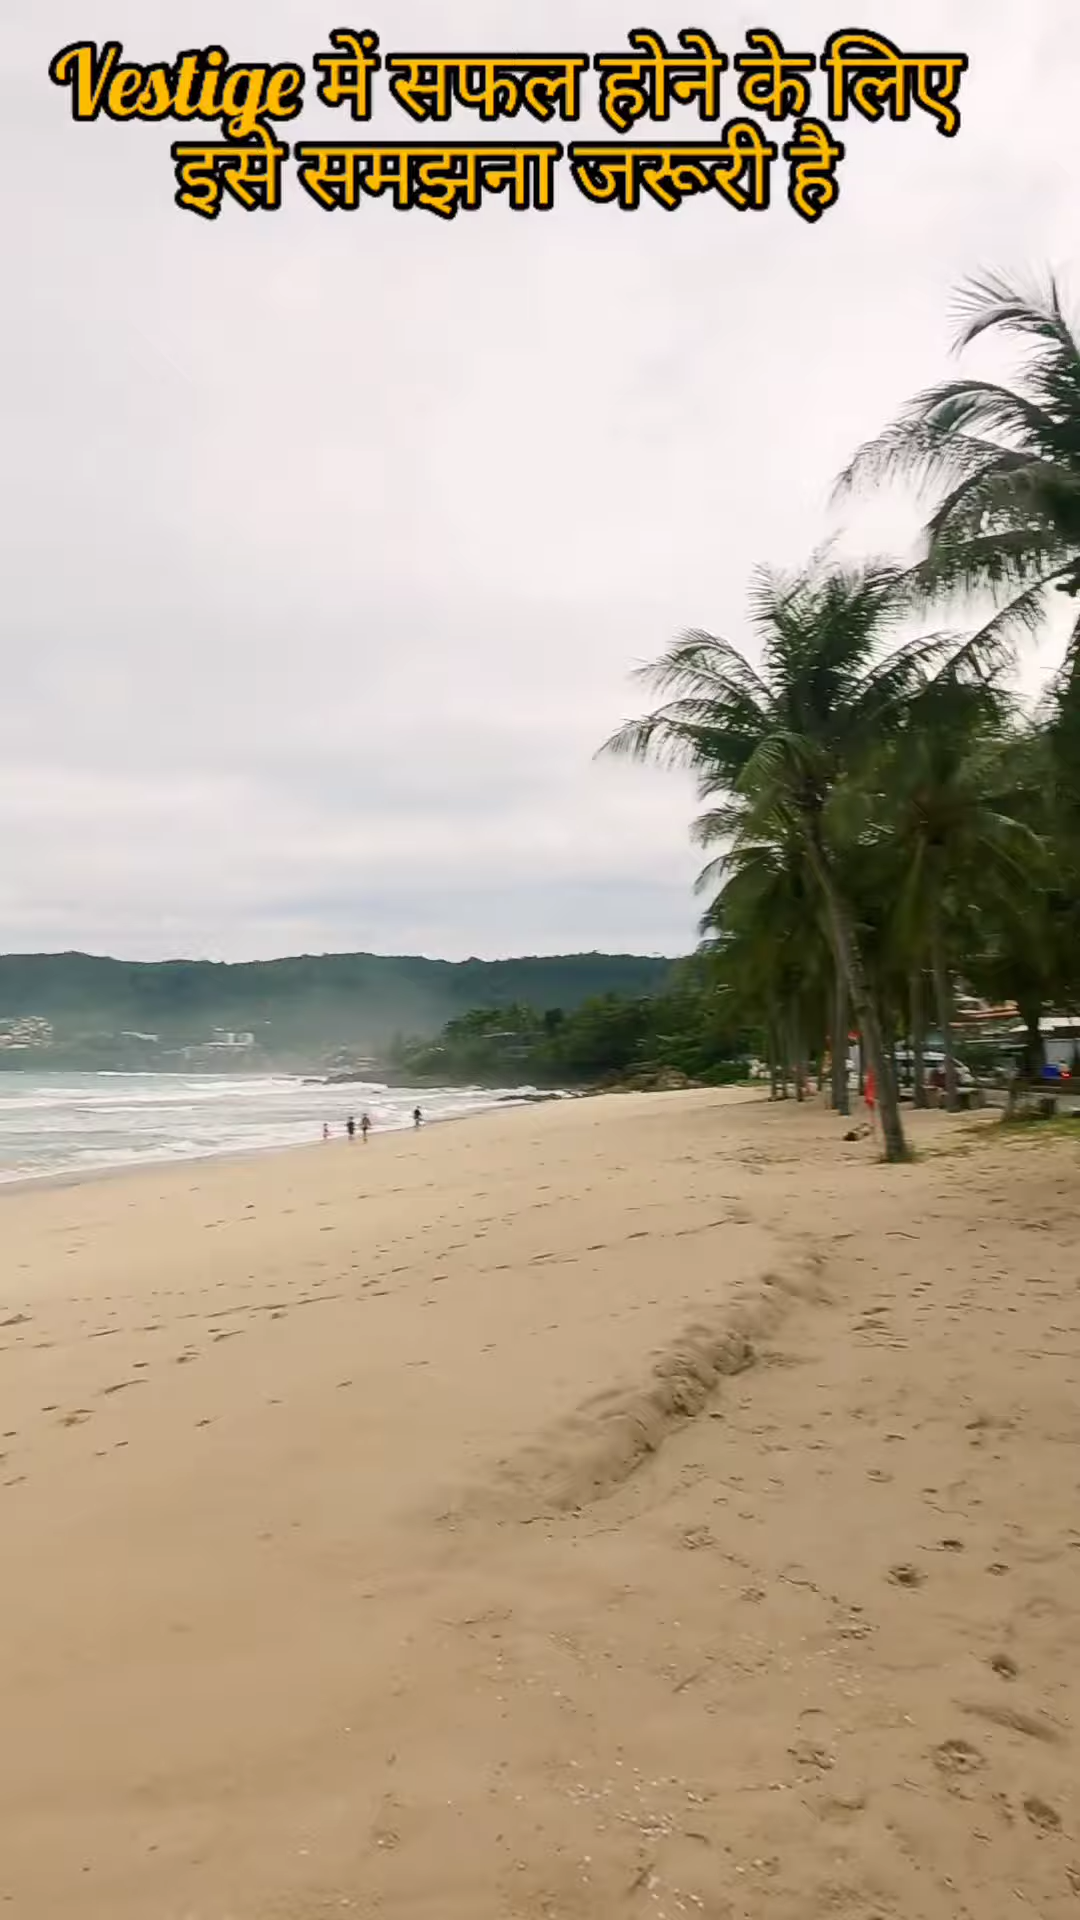 Vestige में सफल होने के लिए
इसे समझना जरूरी है